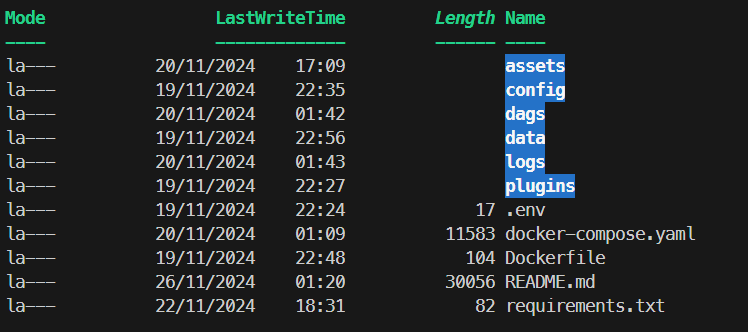 Mode LastWriteTime Length Name
---- ------------- ------ ----
la--- 20/11/2024 17:09 assets
la--- 19/11/2024 22:35 config
la--- 20/11/2024 01:42 dags
la--- 19/11/2024 22:56 data
la--- 20/11/2024 01:43 logs
la--- 19/11/2024 22:27 plugins
la--- 19/11/2024 22:24 17 .env
la--- 20/11/2024 01:09 11583 docker-compose.yaml
la--- 19/11/2024 22:48 104 Dockerfile
la--- 26/11/2024 01:20 30056 README.md
la--- 22/11/2024 18:31 82 requirements.txt